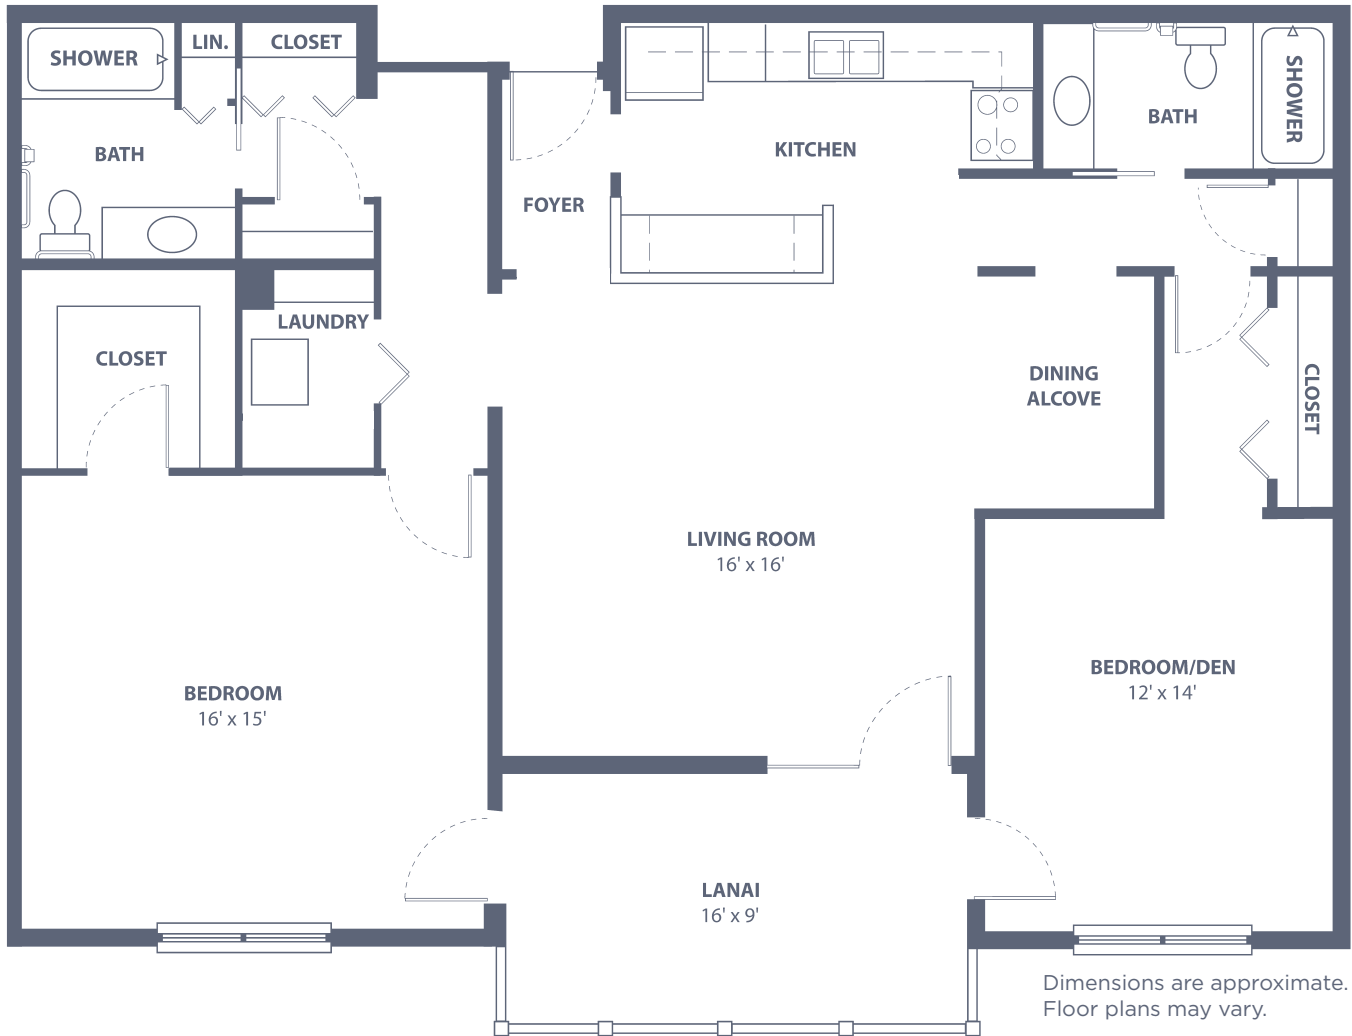 SHOWER
LIN.
CLOSET
BATH
FOYER
KITCHEN
BATH
SHOWER
CLOSET
LAUNDRY
DINING
ALCOVE
CLOSET
LIVING ROOM
16' x 16'
BEDROOM
16' x 15'
BEDROOM/DEN
12' x 14'
LANAI
16' x 9'
Dimensions are approximate.
Floor plans may vary.